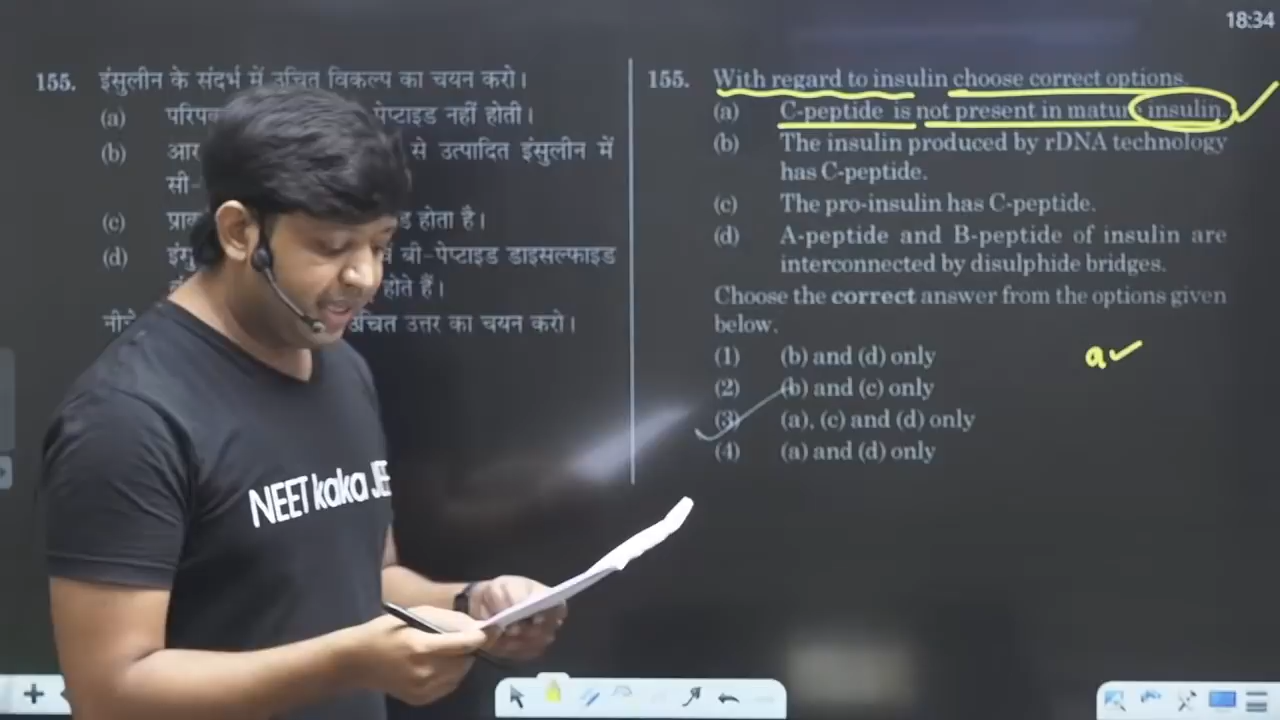 18:34
155. इंसुलीन के संदर्भ में उचित विकल्प का चयन करो।
(a) पेप्टाइड नहीं होती।
(b) से उत्पादित इंसुलीन में
सी-
(c) होता है।
(d) बी-पेप्टाइड डाइसल्फाइड
होते हैं।
उचित उत्तर का चयन करो।
155. With regard to insulin choose correct options.
(a) C-peptide is not present in mature insulin.
(b) The insulin produced by rDNA technology
has C-peptide.
(c) The pro-insulin has C-peptide.
(d) A-peptide and B-peptide of insulin are
interconnected by disulphide bridges.
Choose the correct answer from the options given
below.
(1) (b) and (d) only
a
(2) (b) and (c) only
(3) (a), (c) and (d) only
(4) (a) and (d) only
NEET kaka JEE